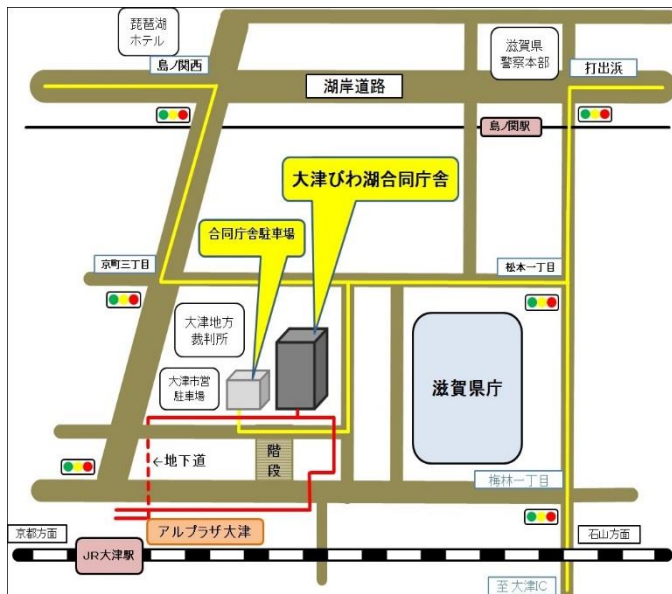 琵琶湖
ホテル
滋賀県
警察本部
島ノ関西
打出浜
湖岸道路
島ノ関駅
大津びわ湖合同庁舎
合同庁舎駐車場
京町三丁目
松本一丁目
大津地方
裁判所
大津市営
駐車場
滋賀県庁
←地下道
階
段
梅林一丁目
京都方面
アルプラザ大津
石山方面
JR大津駅
至大津IC